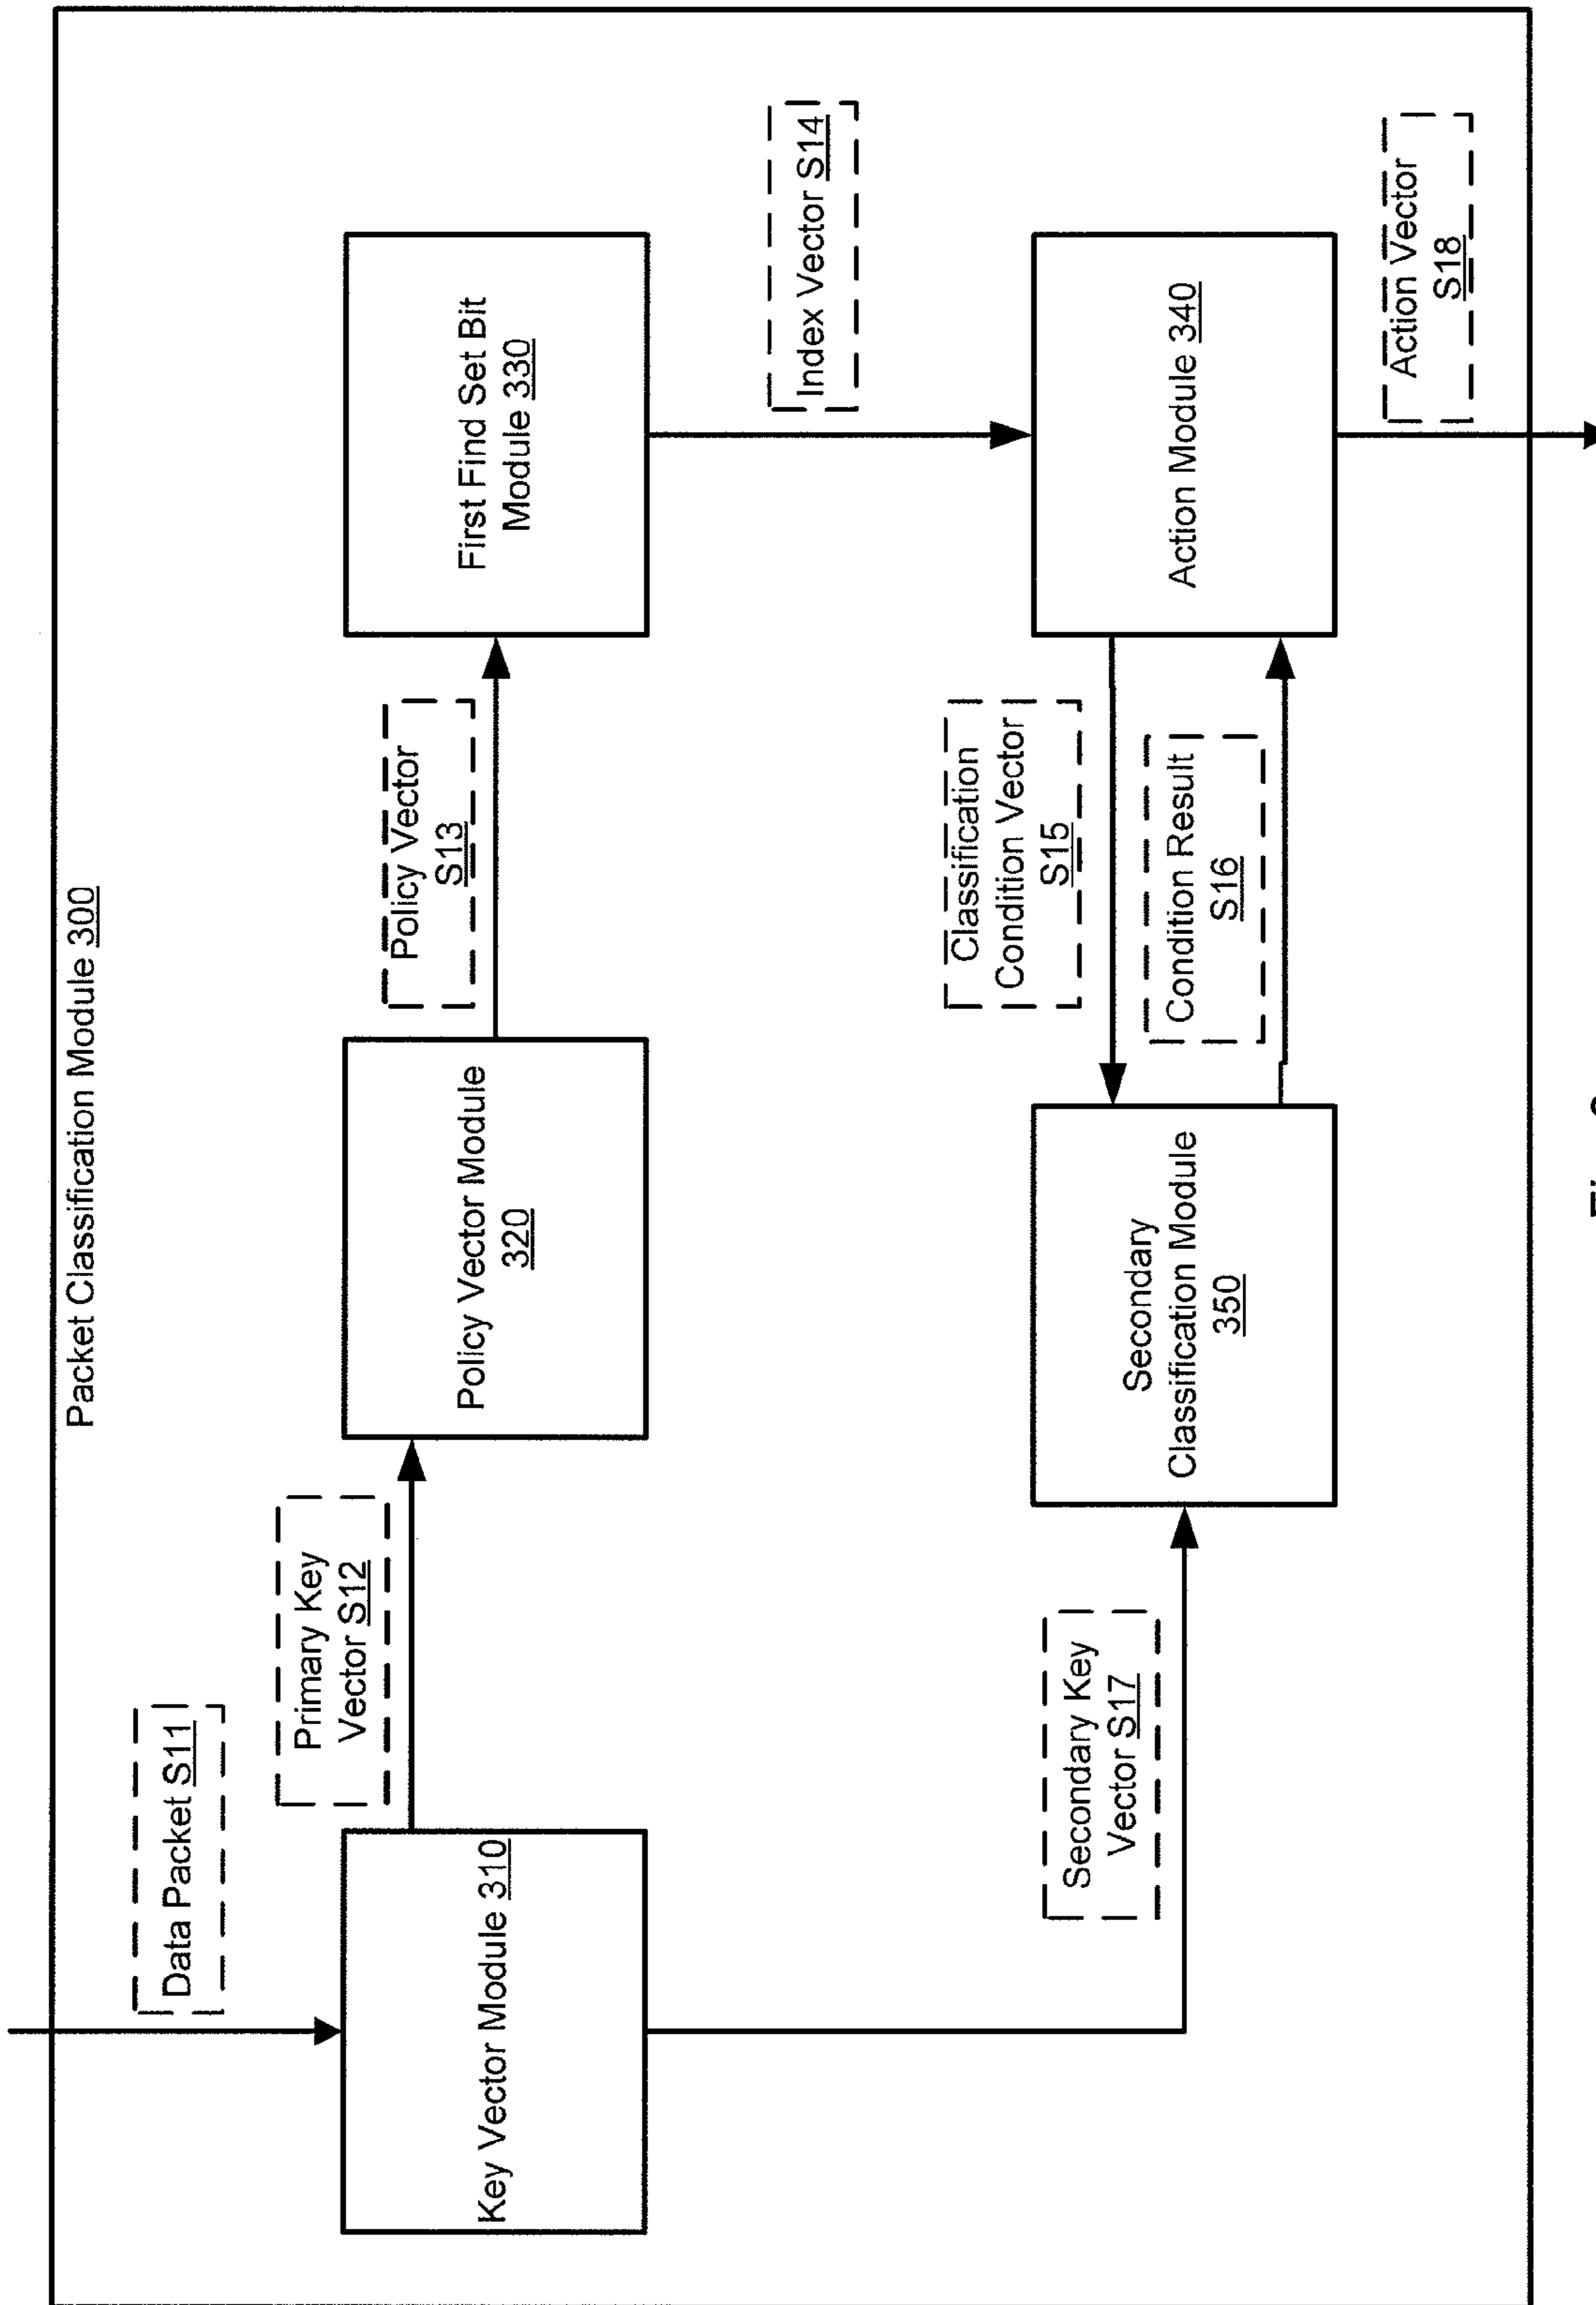 Packet Classification Module 300
Data Packet S11
Primary Key
Vector S12
Policy Vector
S13
Key Vector Module 310
Policy Vector Module
320
First Find Set Bit
Module 330
Index Vector S14
Secondary Key
Vector S17
Classification
Condition Vector
S15
Condition Result
S16
Secondary
Classification Module
350
Action Module 340
Action Vector
S18